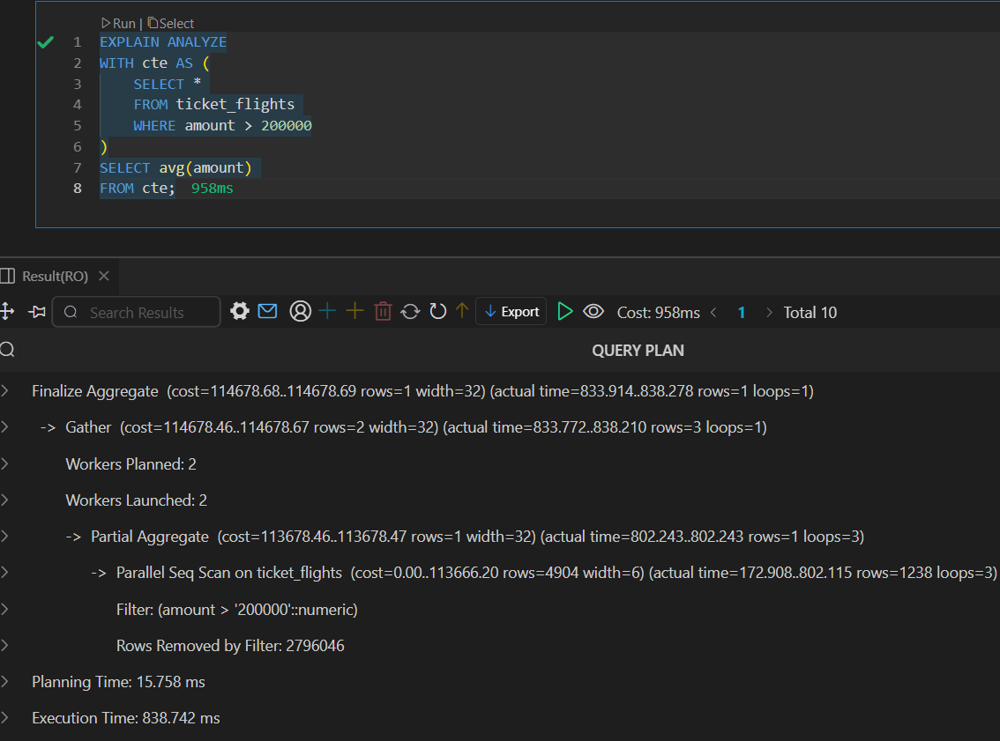 Run | Select
1 EXPLAIN ANALYZE
2 WITH cte AS (
3 SELECT *
4 FROM ticket_flights
5 WHERE amount > 200000
6 )
7 SELECT avg(amount)
8 FROM cte; 958ms
Result(RO)
Search Results Export Cost: 958ms 1 Total 10
QUERY PLAN
Finalize Aggregate (cost=114678.68..114678.69 rows=1 width=32) (actual time=833.914..838.278 rows=1 loops=1)
-> Gather (cost=114678.46..114678.67 rows=2 width=32) (actual time=833.772..838.210 rows=3 loops=1)
Workers Planned: 2
Workers Launched: 2
-> Partial Aggregate (cost=113678.46..113678.47 rows=1 width=32) (actual time=802.243..802.243 rows=1 loops=3)
-> Parallel Seq Scan on ticket_flights (cost=0.00..113666.20 rows=4904 width=6) (actual time=172.908..802.115 rows=1238 loops=3)
Filter: (amount > '200000'::numeric)
Rows Removed by Filter: 2796046
Planning Time: 15.758 ms
Execution Time: 838.742 ms